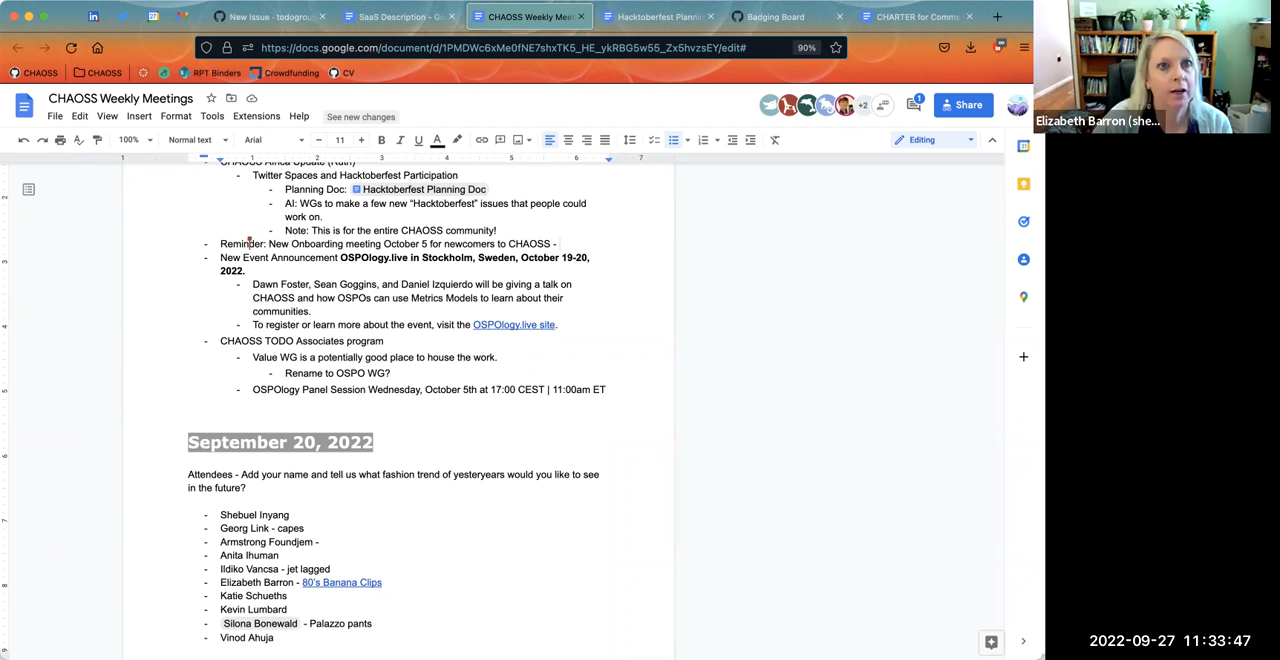 New Issue - todogrou
SaaS Description - G
CHAOSS Weekly Meet
Hacktoberfest Planni
Badging Board
CHARTER for Comm
https://docs.google.com/document/d/1PMDWc6xMe0fNE7shxTK5_HE_ykRBG5w55_Zx5hvzsEY/edit#
90%
CHAOSS
CHAOSS
RPT Binders
Crowdfunding
CV
CHAOSS Weekly Meetings
File Edit View Insert Format Tools Extensions Help
See new changes
+2
1
Share
100%
Normal text
Arial
11
Editing
CHAOSS Africa Update (Ruth)
- Twitter Spaces and Hacktoberfest Participation
- Planning Doc: Hacktoberfest Planning Doc
- AI: WGs to make a few new “Hacktoberfest” issues that people could
work on.
- Note: This is for the entire CHAOSS community!
- Reminder: New Onboarding meeting October 5 for newcomers to CHAOSS -
- New Event Announcement OSPOlogy.live in Stockholm, Sweden, October 19-20,
2022.
- Dawn Foster, Sean Goggins, and Daniel Izquierdo will be giving a talk on
CHAOSS and how OSPOs can use Metrics Models to learn about their
communities.
- To register or learn more about the event, visit the OSPOlogy.live site.
- CHAOSS TODO Associates program
- Value WG is a potentially good place to house the work.
- Rename to OSPO WG?
- OSPOlogy Panel Session Wednesday, October 5th at 17:00 CEST | 11:00am ET
September 20, 2022
Attendees - Add your name and tell us what fashion trend of yesteryears would you like to see
in the future?
- Shebuel Inyang
- Georg Link - capes
- Armstrong Foundjem -
- Anita Ihuman
- Ildiko Vancsa - jet lagged
- Elizabeth Barron - 80’s Banana Clips
- Katie Schueths
- Kevin Lumbard
- Silona Bonewald - Palazzo pants
- Vinod Ahuja
Elizabeth Barron (she...
2022-09-27 11:33:47